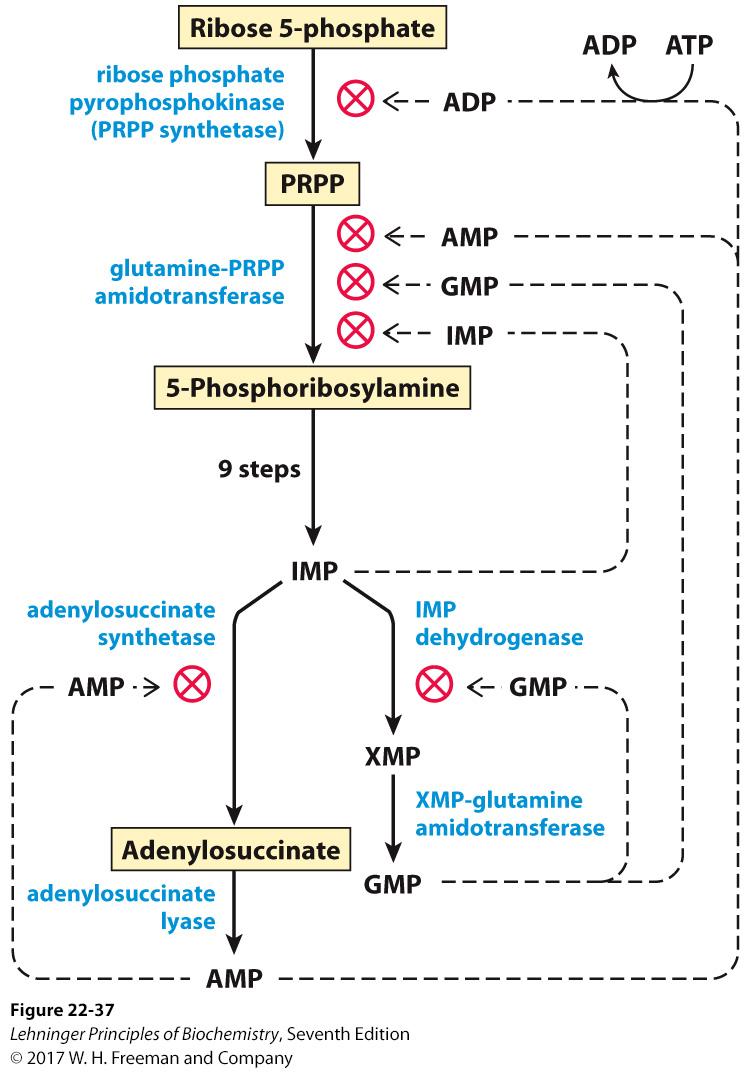 Ribose 5-phosphate
ADP ATP
ribose phosphate
pyrophosphokinase
(PRPP synthetase)
ADP
PRPP
AMP
glutamine-PRPP
amidotransferase
GMP
IMP
5-Phosphoribosylamine
9 steps
IMP
adenylosuccinate
synthetase
IMP
dehydrogenase
AMP
GMP
XMP
XMP-glutamine
amidotransferase
Adenylosuccinate
GMP
adenylosuccinate
lyase
AMP
Figure 22-37
Lehninger Principles of Biochemistry, Seventh Edition
© 2017 W. H. Freeman and Company